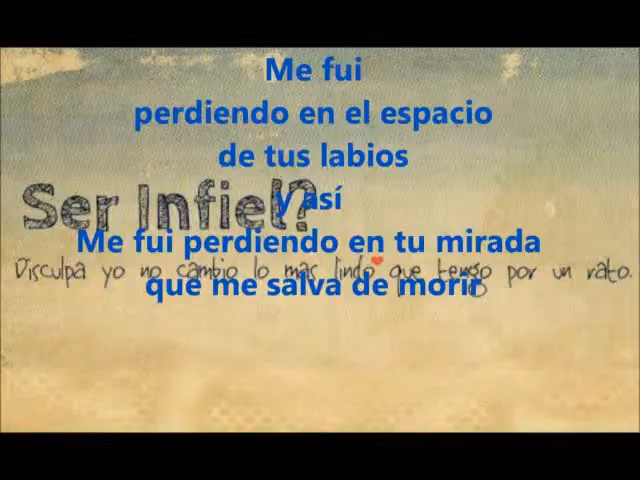 Me fui
perdiendo en el espacio
de tus labios
y así
Ser Infiel?
Me fui perdiendo en tu mirada
Disculpa yo no cambio lo mas lindo que tengo por un rato.
que me salva de morir